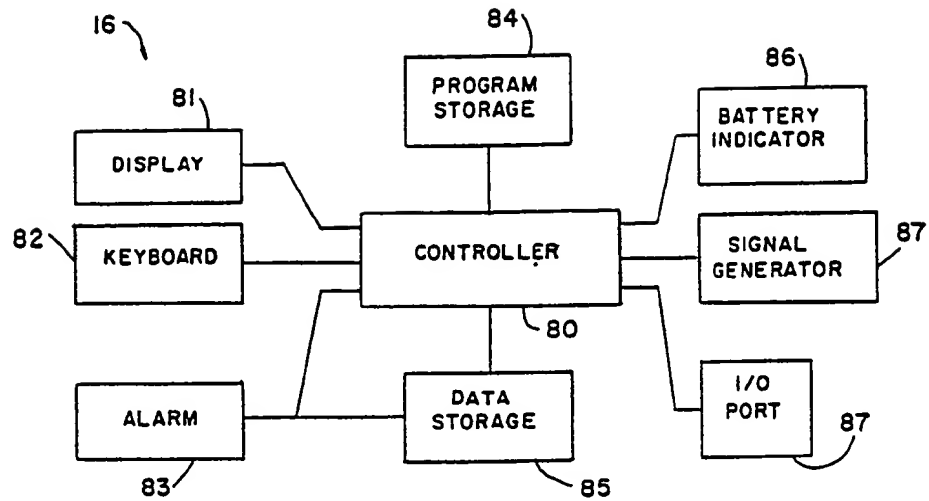 16
84
PROGRAM
STORAGE
86
BATTERY
INDICATOR
81
DISPLAY
82
KEYBOARD
CONTROLLER
80
SIGNAL
GENERATOR
87
ALARM
83
DATA
STORAGE
85
I/O
PORT
87